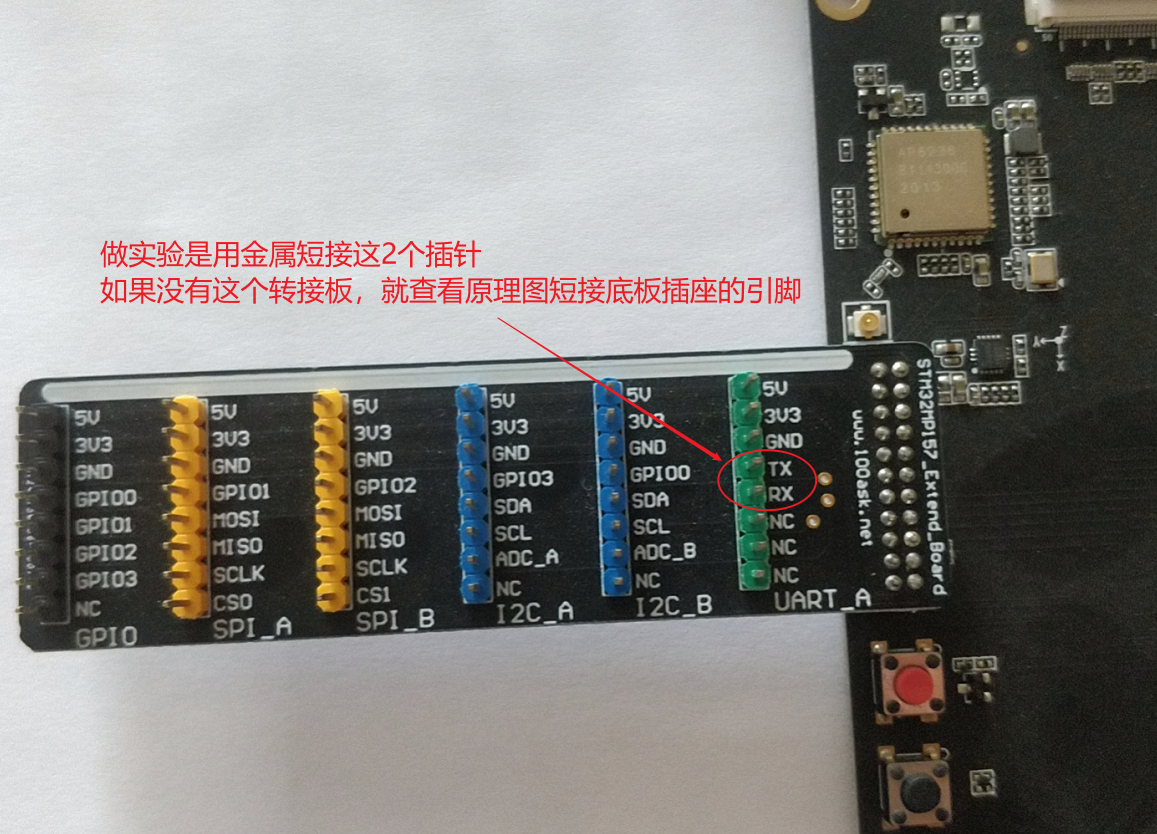 做实验是用金属短接这2个插针
如果没有这个转接板，就查看原理图短接底板插座的引脚
5V
3V3
GND
GPIO0
GPIO1
GPIO2
GPIO3
NC
GPIO
5V
3V3
GND
GPIO1
MOSI
MISO
SCLK
CS0
SPI_A
5V
3V3
GND
GPIO2
MOSI
MISO
SCLK
CS1
SPI_B
5V
3V3
GND
GPIO3
SDA
SCL
ADC_A
NC
I2C_A
5V
3V3
GND
GPIO0
SDA
SCL
ADC_B
NC
I2C_B
5V
3V3
GND
TX
RX
NC
NC
NC
UART_A
www.100ask.net
STM32MP157_Extend_Board
2013
Z
Y
X